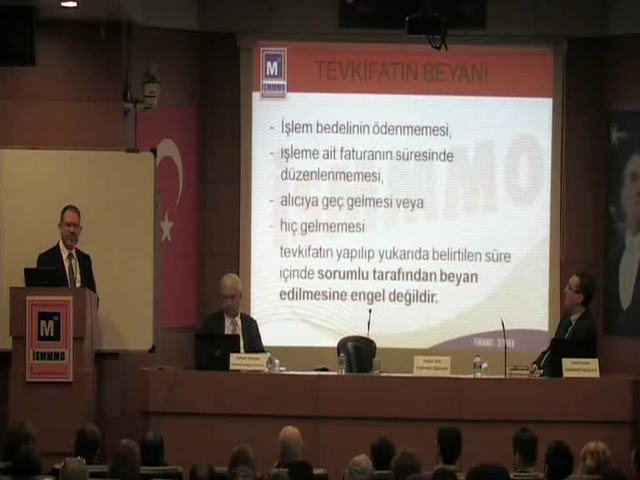 M
İSMMMO
TEVKİFATIN BEYANI
- İşlem bedelinin ödenmemesi,
- işleme ait faturanın süresinde
düzenlenmemesi,
- alıcıya geç gelmesi veya
- hiç gelmemesi
tevkifatın yapılıp yukarıda belirtilen süre
içinde sorumlu tarafından beyan
edilmesine engel değildir.
M
İSMMMO